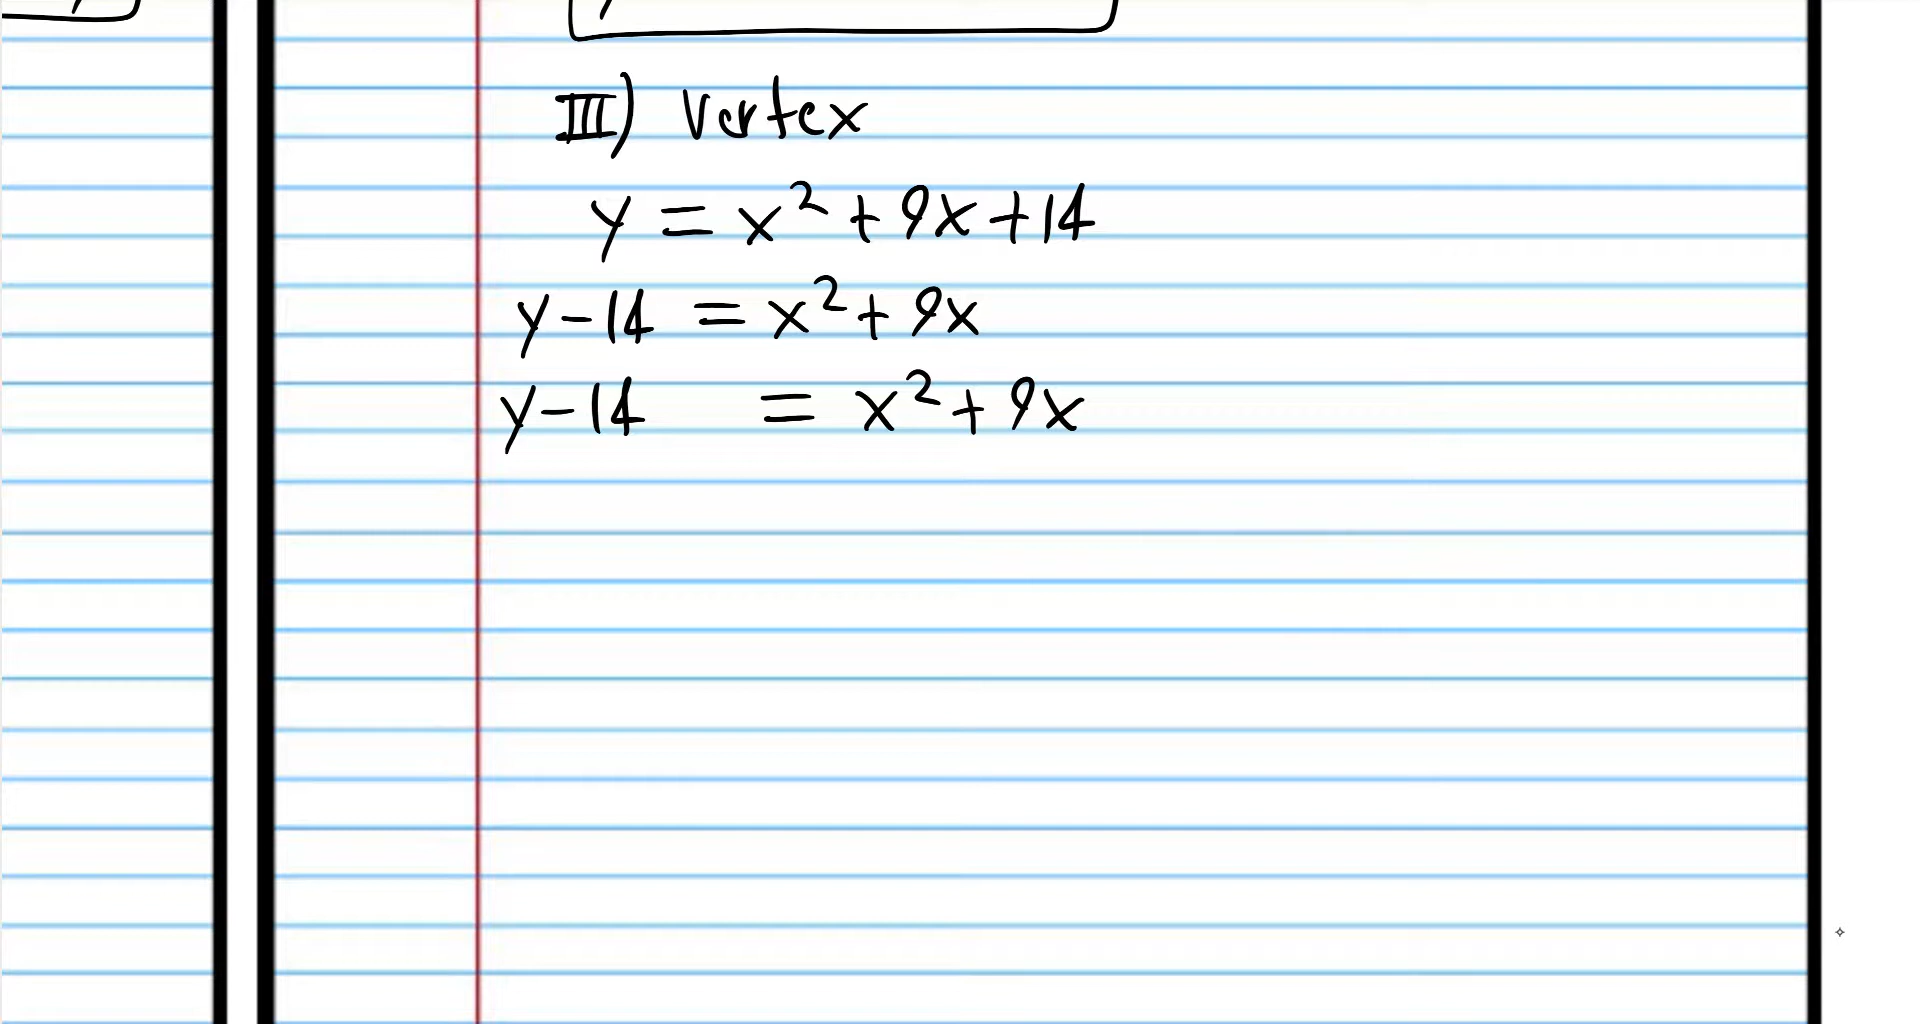 III) Vertex
y = x² + 9x + 14
y - 14 = x² + 9x
y - 14 = x² + 9x